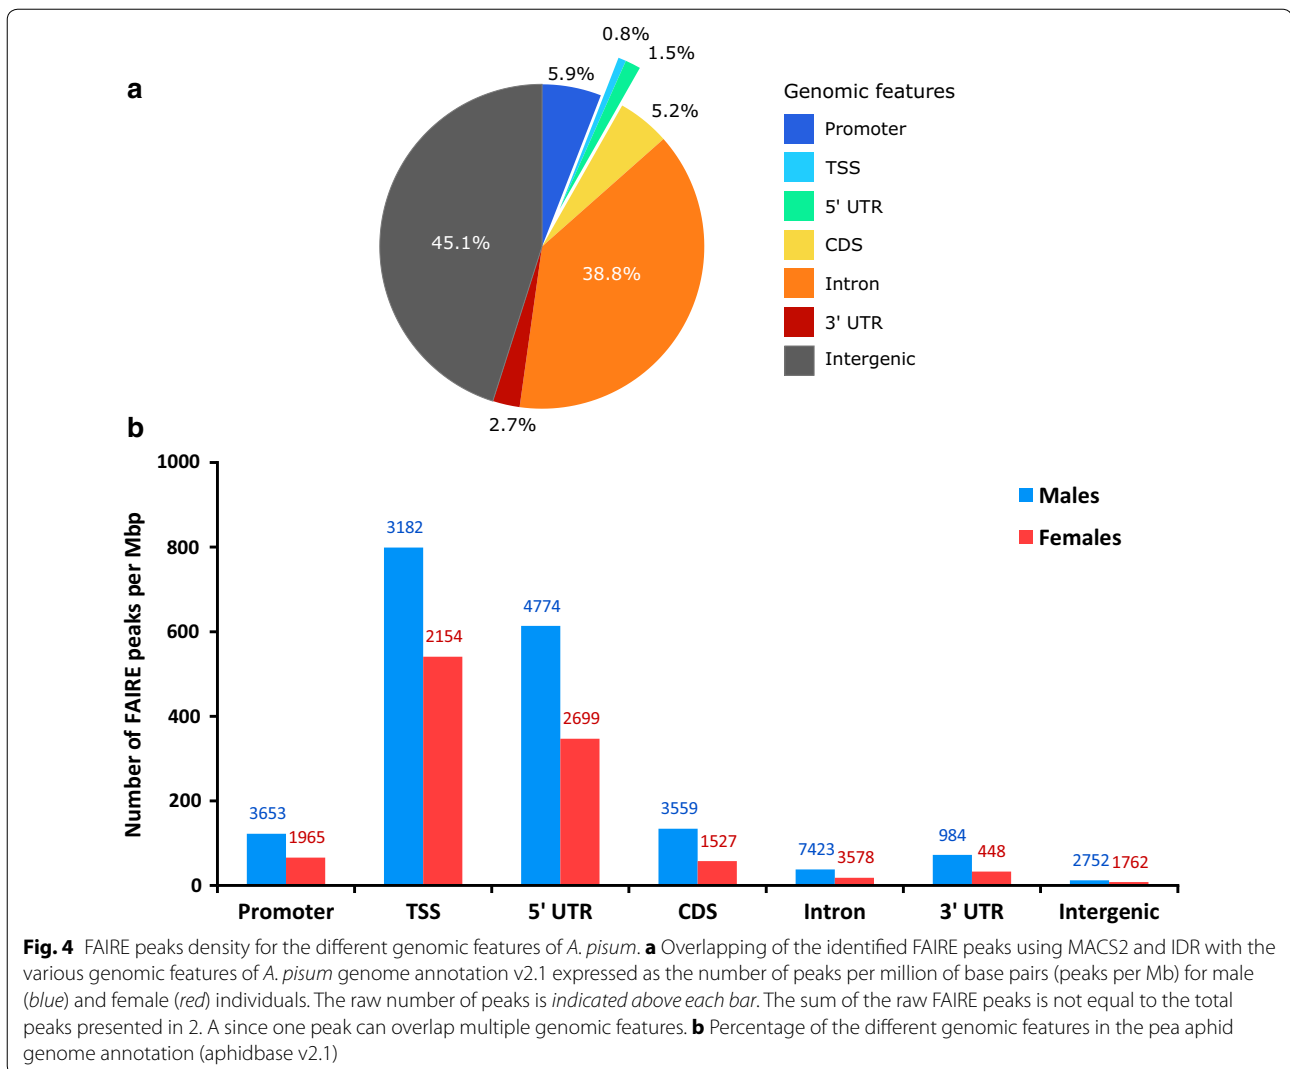 a
0.8%
1.5%
5.9%
5.2%
45.1%
38.8%
2.7%
Genomic features
Promoter
TSS
5' UTR
CDS
Intron
3' UTR
Intergenic
b
Number of FAIRE peaks per Mbp
1000
800
600
400
200
0
Males
Females
3653
1965
3182
2154
4774
2699
3559
1527
7423
3578
984
448
2752
1762
Promoter
TSS
5' UTR
CDS
Intron
3' UTR
Intergenic
Fig. 4 FAIRE peaks density for the different genomic features of A. pisum. a Overlapping of the identified FAIRE peaks using MACS2 and IDR with the
various genomic features of A. pisum genome annotation v2.1 expressed as the number of peaks per million of base pairs (peaks per Mb) for male
(blue) and female (red) individuals. The raw number of peaks is indicated above each bar. The sum of the raw FAIRE peaks is not equal to the total
peaks presented in 2. A since one peak can overlap multiple genomic features. b Percentage of the different genomic features in the pea aphid
genome annotation (aphidbase v2.1)